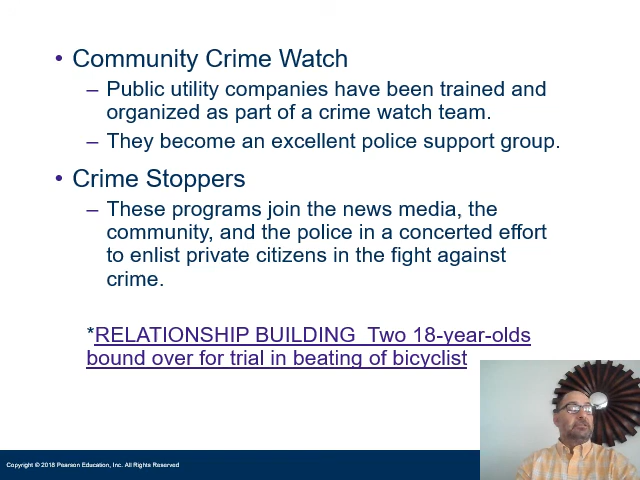 • Community Crime Watch
– Public utility companies have been trained and
organized as part of a crime watch team.
– They become an excellent police support group.
• Crime Stoppers
– These programs join the news media, the
community, and the police in a concerted effort
to enlist private citizens in the fight against
crime.
*RELATIONSHIP BUILDING  Two 18-year-olds
bound over for trial in beating of bicyclist
Copyright © 2018 Pearson Education, Inc. All Rights Reserved